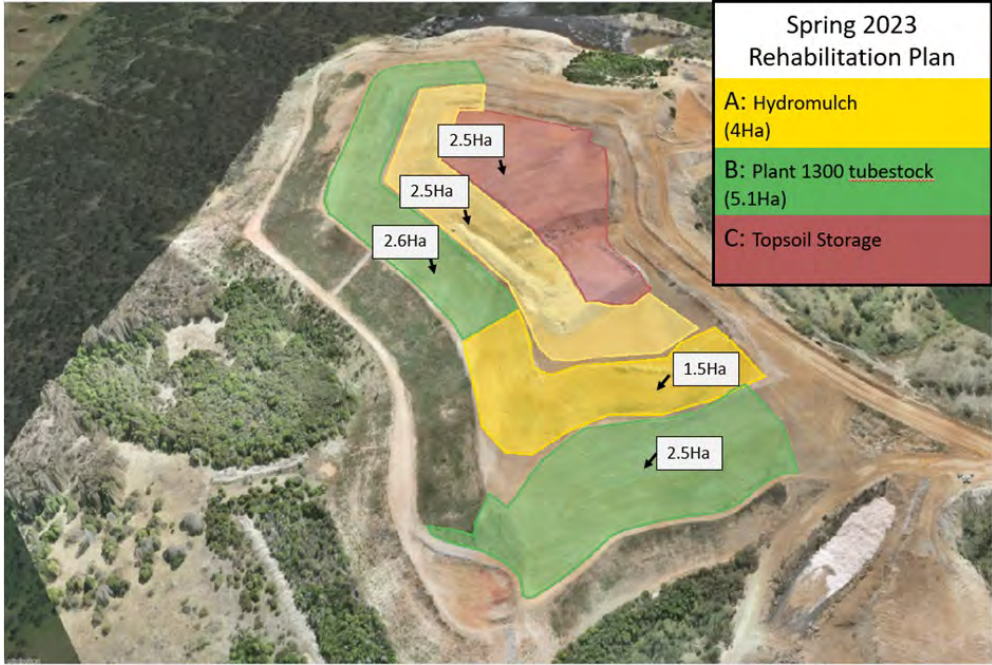 Spring 2023
Rehabilitation Plan
A: Hydromulch
(4Ha)
B: Plant 1300 tubestock
(5.1Ha)
C: Topsoil Storage
2.5Ha
2.5Ha
2.6Ha
1.5Ha
2.5Ha